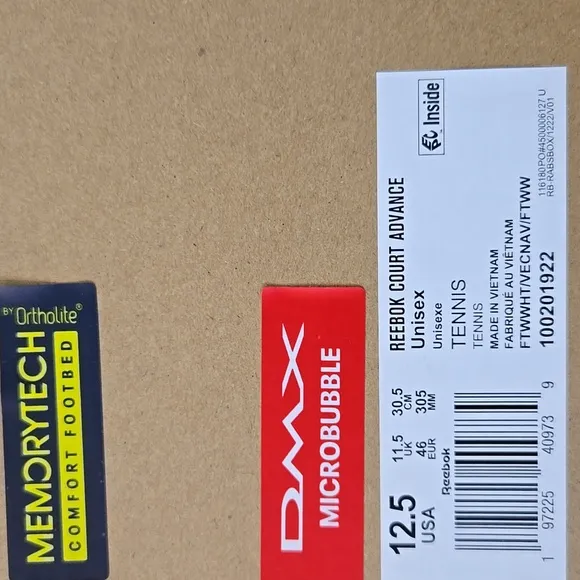 BY Ortholite®
MEMORYTECH
COMFORT FOOTBED
DMX
MICROBUBBLE
Inside
REEBOK COURT ADVANCE
Unisex
Unisexe
TENNIS
TENNIS
MADE IN VIETNAM
FABRIQUÉ AU VIÊTNAM
FTWWHT/VECNAV/FTWW
100201922
116180PO#4500006127 U
RB-RABSBOX/1222/V01
12.5
USA
11.5
UK
30.5
CM
46
EUR
305
MM
Reebok
1 97225 40973 9